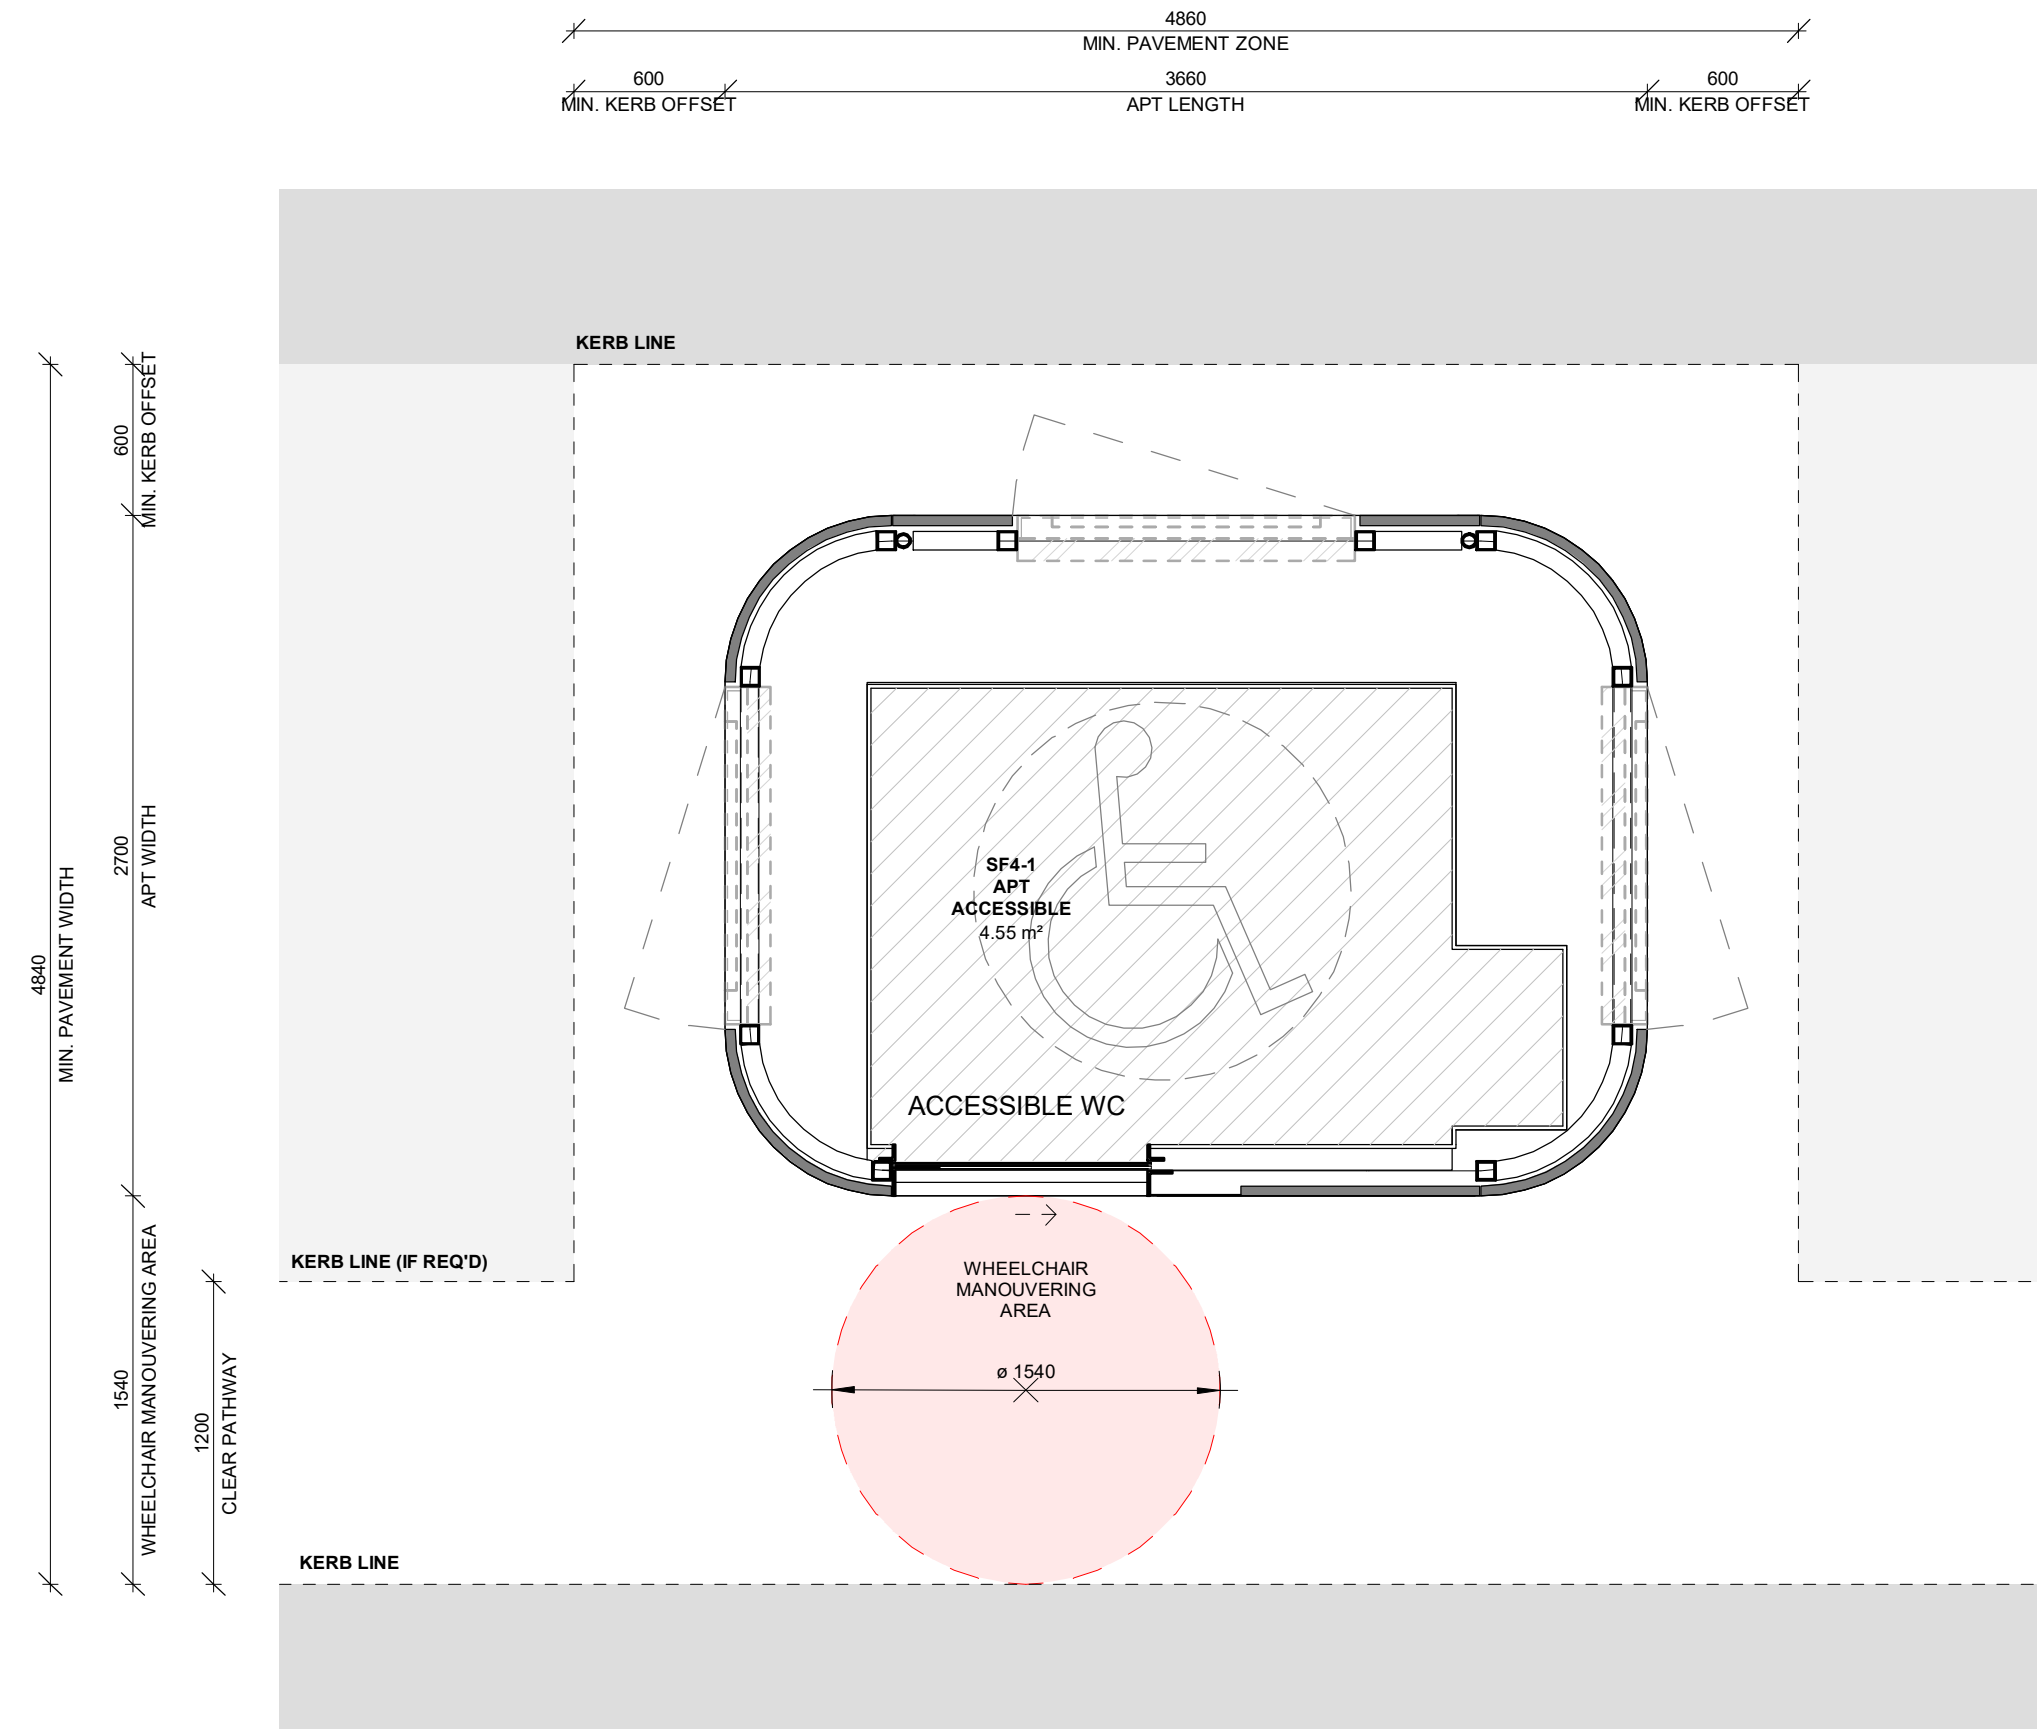 4860
MIN. PAVEMENT ZONE
600
MIN. KERB OFFSET
3660
APT LENGTH
600
MIN. KERB OFFSET
KERB LINE
600
MIN. KERB OFFSET
2700
APT WIDTH
4840
MIN. PAVEMENT WIDTH
SF4-1
APT
ACCESSIBLE
4.55 m²
ACCESSIBLE WC
KERB LINE (IF REQ'D)
1540
WHEELCHAIR MANOUVERING AREA
1200
CLEAR PATHWAY
WHEELCHAIR
MANOUVERING
AREA
ø 1540
KERB LINE